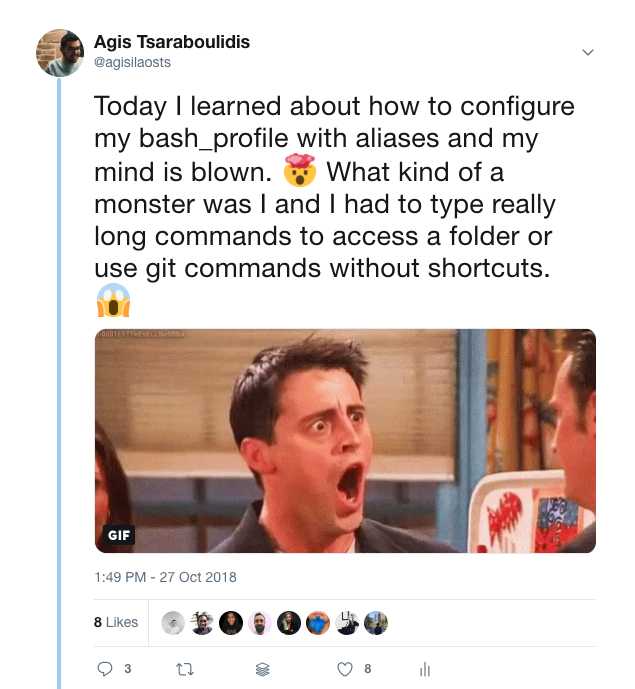 Agis Tsaraboulidis
@agisilaosts
Today I learned about how to configure
my bash_profile with aliases and my
mind is blown. 🤯 What kind of a
monster was I and I had to type really
long commands to access a folder or
use git commands without shortcuts.
😱
GIF
1:49 PM - 27 Oct 2018
8 Likes
3
8